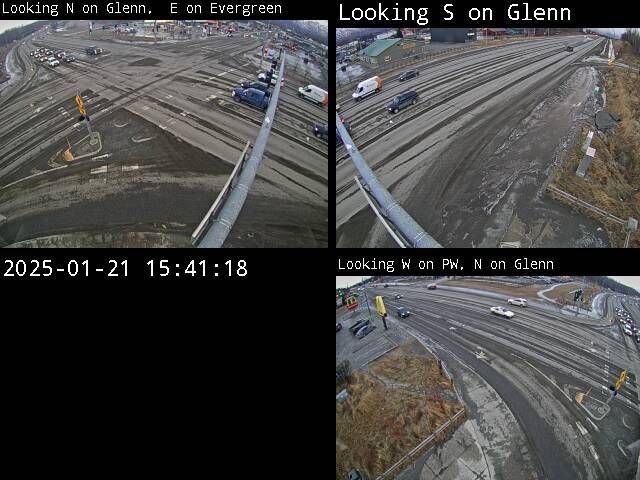 Looking N on Glenn,  E on Evergreen
Looking S on Glenn
2025-01-21 15:41:18
Looking W on PW, N on Glenn